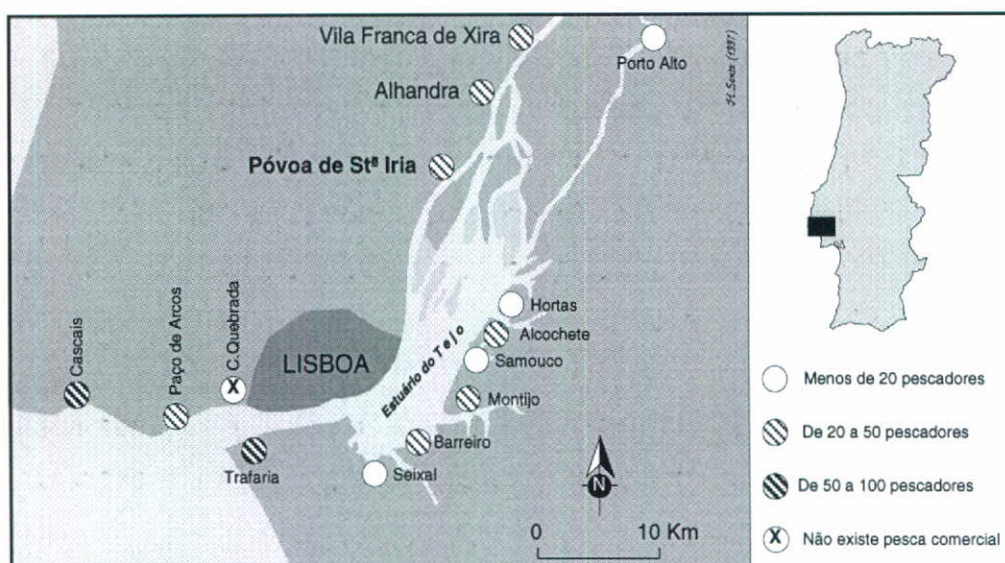 Vila Franca de Xira
Porto Alto
Alhandra
Póvoa de Stª Iria
Hortas
Alcochete
Samouco
Montijo
Barreiro
Seixal
Estuário do Tejo
LISBOA
Cascais
Paço de Arcos
C.Quebrada
X
Trafaria
N
0 10 Km
Menos de 20 pescadores
De 20 a 50 pescadores
De 50 a 100 pescadores
X Não existe pesca comercial